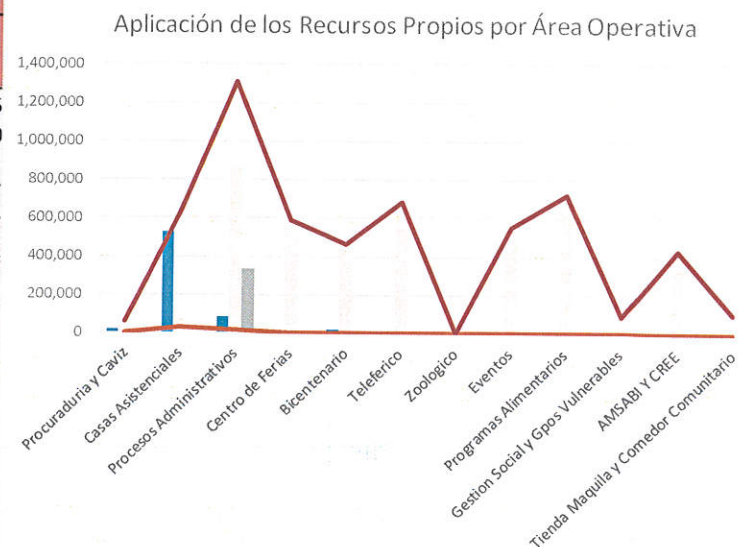 Aplicación de los Recursos Propios por Área Operativa
1,400,000
1,200,000
1,000,000
800,000
600,000
400,000
200,000
0
Procuraduria y Caviz
Casas Asistenciales
Procesos Administrativos
Centro de Ferias
Bicentenario
Teleferico
Zoologico
Eventos
Programas Alimentarios
Gestion Social y Gpos Vulnerables
AMSABI Y CREE
Tienda Maquila y Comedor Comunitario